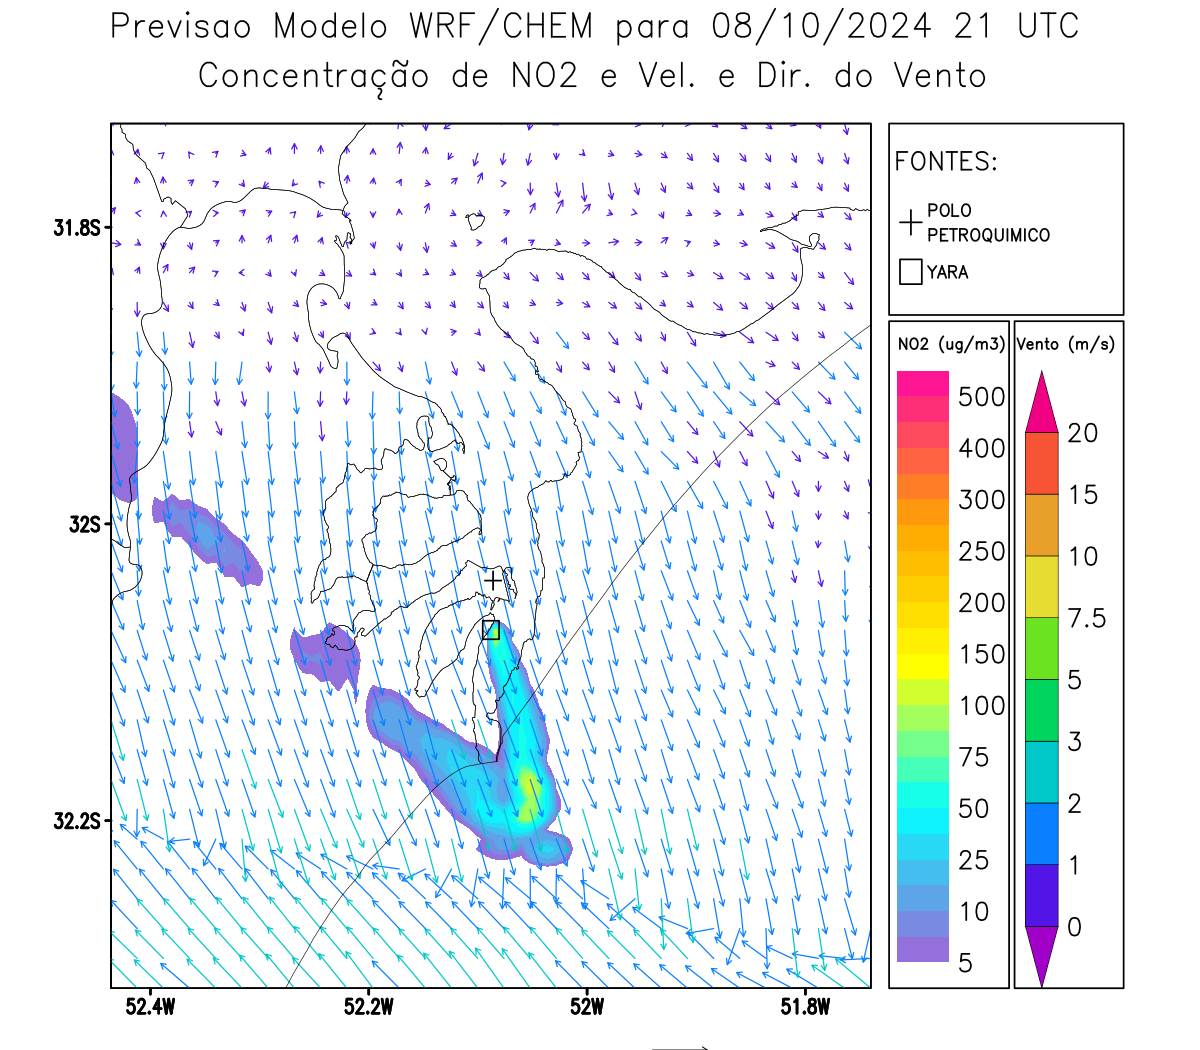 Previsao Modelo WRF/CHEM para 08/10/2024 21 UTC
Concentração de NO2 e Vel. e Dir. do Vento
FONTES:
POLO
PETROQUIMICO
YARA
31.8S
32S
32.2S
52.4W
52.2W
52W
51.8W
NO2 (ug/m3)
500
400
300
250
200
150
100
75
50
25
10
5
Vento (m/s)
20
15
10
7.5
5
3
2
1
0